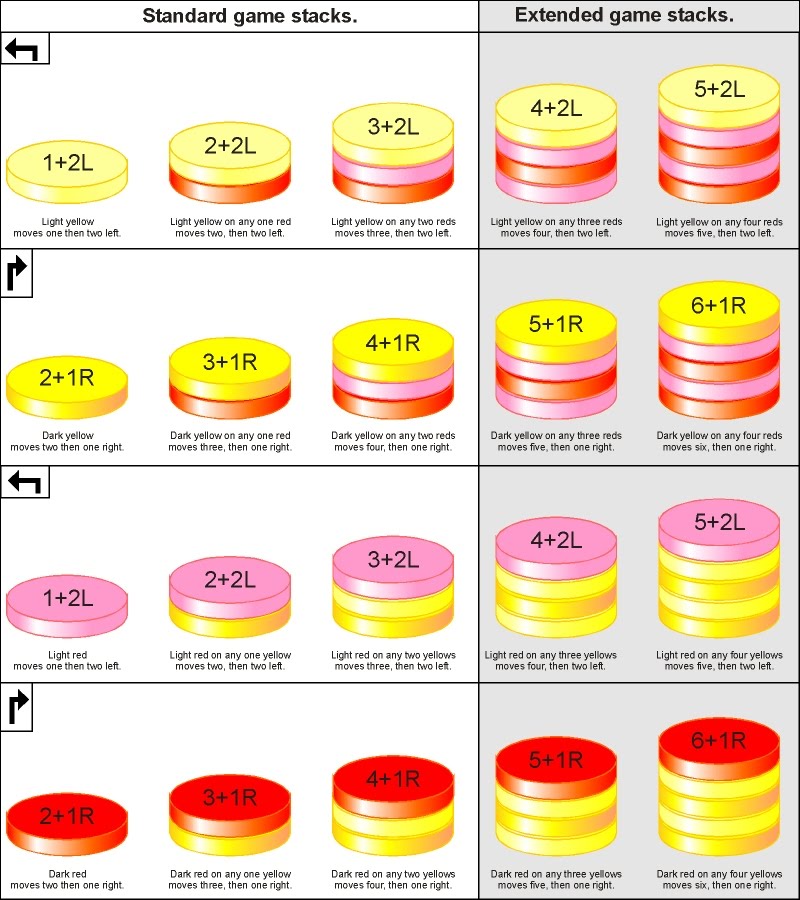 Standard game stacks.
Extended game stacks.
1+2L
2+2L
3+2L
4+2L
5+2L
Light yellow
moves one then two left.
Light yellow on any one red
moves two, then two left.
Light yellow on any two reds
moves three, then two left.
Light yellow on any three reds
moves four, then two left.
Light yellow on any four reds
moves five, then two left.
2+1R
3+1R
4+1R
5+1R
6+1R
Dark yellow
moves two then one right.
Dark yellow on any one red
moves three, then one right.
Dark yellow on any two reds
moves four, then one right.
Dark yellow on any three reds
moves five, then one right.
Dark yellow on any four reds
moves six, then one right.
1+2L
2+2L
3+2L
4+2L
5+2L
Light red
moves one then two left.
Light red on any one yellow
moves two, then two left.
Light red on any two yellows
moves three, then two left.
Light red on any three yellows
moves four, then two left.
Light red on any four yellows
moves five, then two left.
2+1R
3+1R
4+1R
5+1R
6+1R
Dark red
moves two then one right.
Dark red on any one yellow
moves three, then one right.
Dark red on any two yellows
moves four, then one right.
Dark red on any three yellows
moves five, then one right.
Dark red on any four yellows
moves six, then one right.